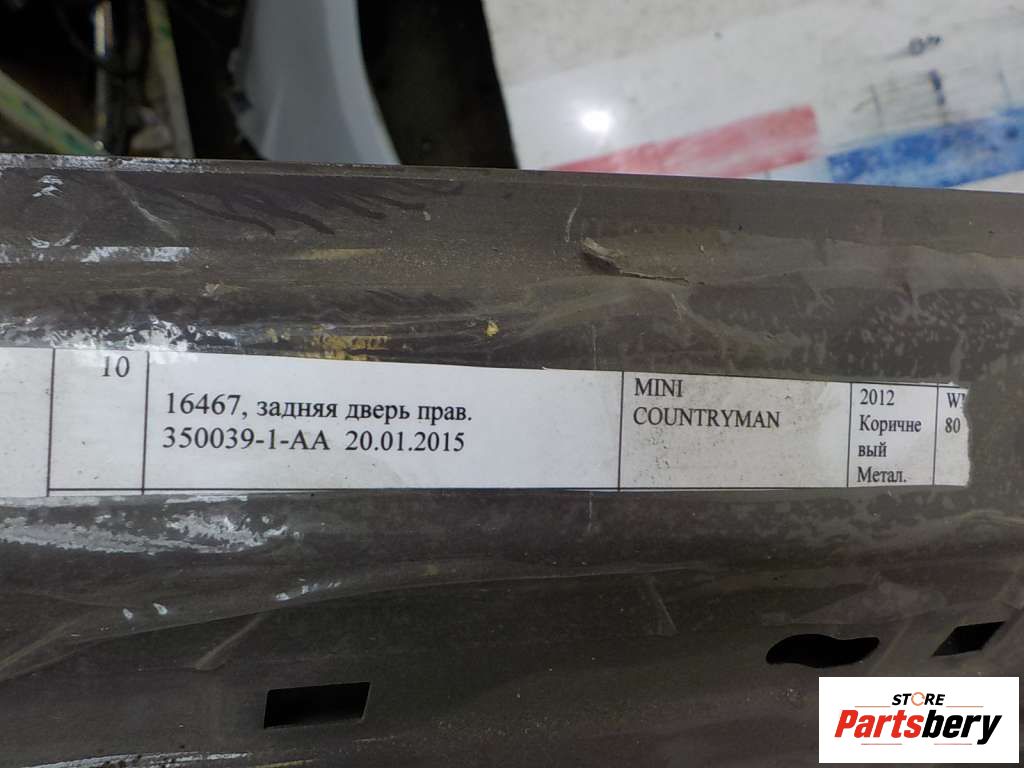 10
16467, задняя дверь прав.
350039-1-АА 20.01.2015
MINI
COUNTRYMAN
2012
Коричне
вый
Метал.
80
STORE
Partsbery